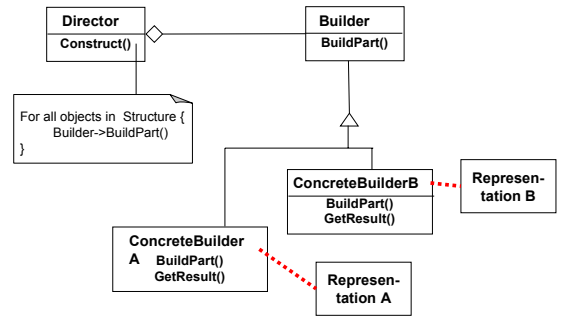 Director
Construct()
Builder
BuildPart()
For all objects in Structure {
Builder->BuildPart()
}
ConcreteBuilderB
BuildPart()
GetResult()
Represen-
tation B
ConcreteBuilder
A BuildPart()
GetResult()
Represen-
tation A